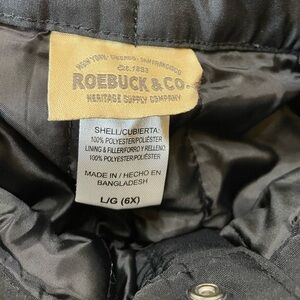 NEW YORK, CHICAGO, SAN FRANCISCO
EST. 1893
ROEBUCK & CO.
HERITAGE SUPPLY COMPANY
SHELL/CUBIERTA:
100% POLYESTER/POLIÉSTER
LINING & FILLER/FORRO Y RELLENO:
100% POLYESTER/POLIÉSTER
MADE IN / HECHO EN
BANGLADESH
L/G (6X)